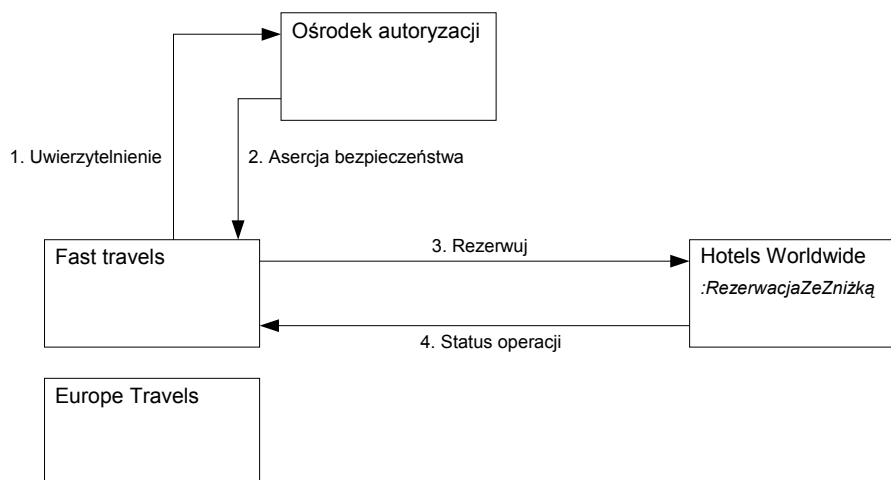 Ośrodek autoryzacji
1. Uwierzytelnienie
2. Asercja bezpieczeństwa
Fast travels
3. Rezerwuj
Hotels Worldwide
:RezerwacjaZeZniżką
4. Status operacji
Europe Travels